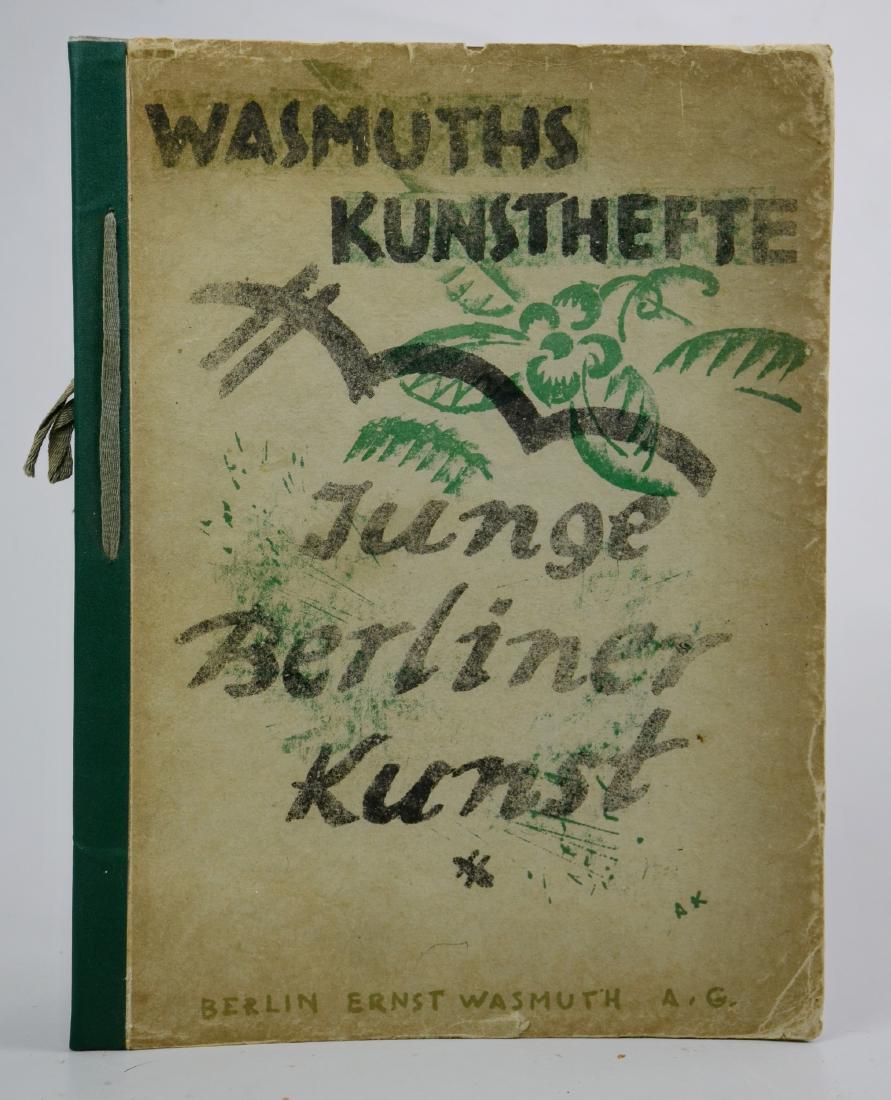 WASMUTHS
KUNSTHEFTE
Junge
Berliner
Kunst
AK
BERLIN ERNST WASMUTH A.G.